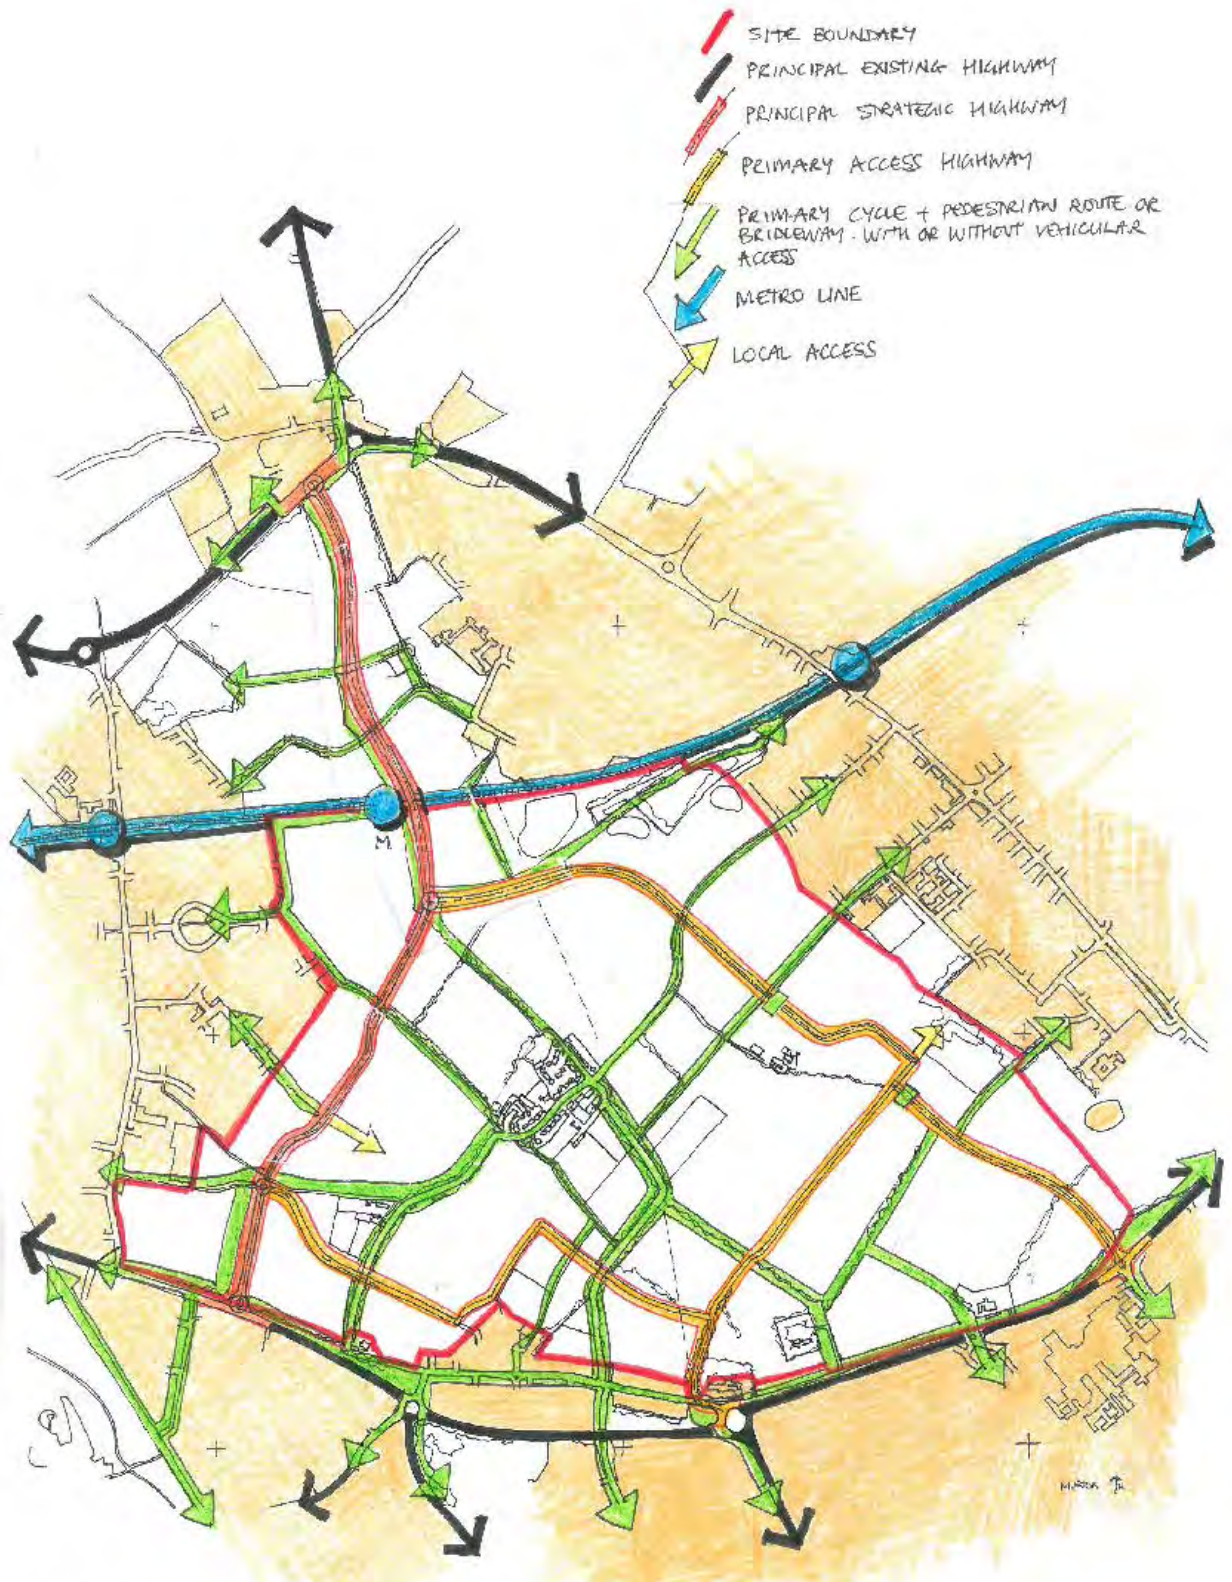 SITE BOUNDARY
PRINCIPAL EXISTING HIGHWAY
PRINCIPAL STRATEGIC HIGHWAY
PRIMARY ACCESS HIGHWAY
PRIMARY CYCLE + PEDESTRIAN ROUTE OR
BRIDLEWAY. WITH OR WITHOUT VEHICULAR
ACCESS
METRO LINE
LOCAL ACCESS
M